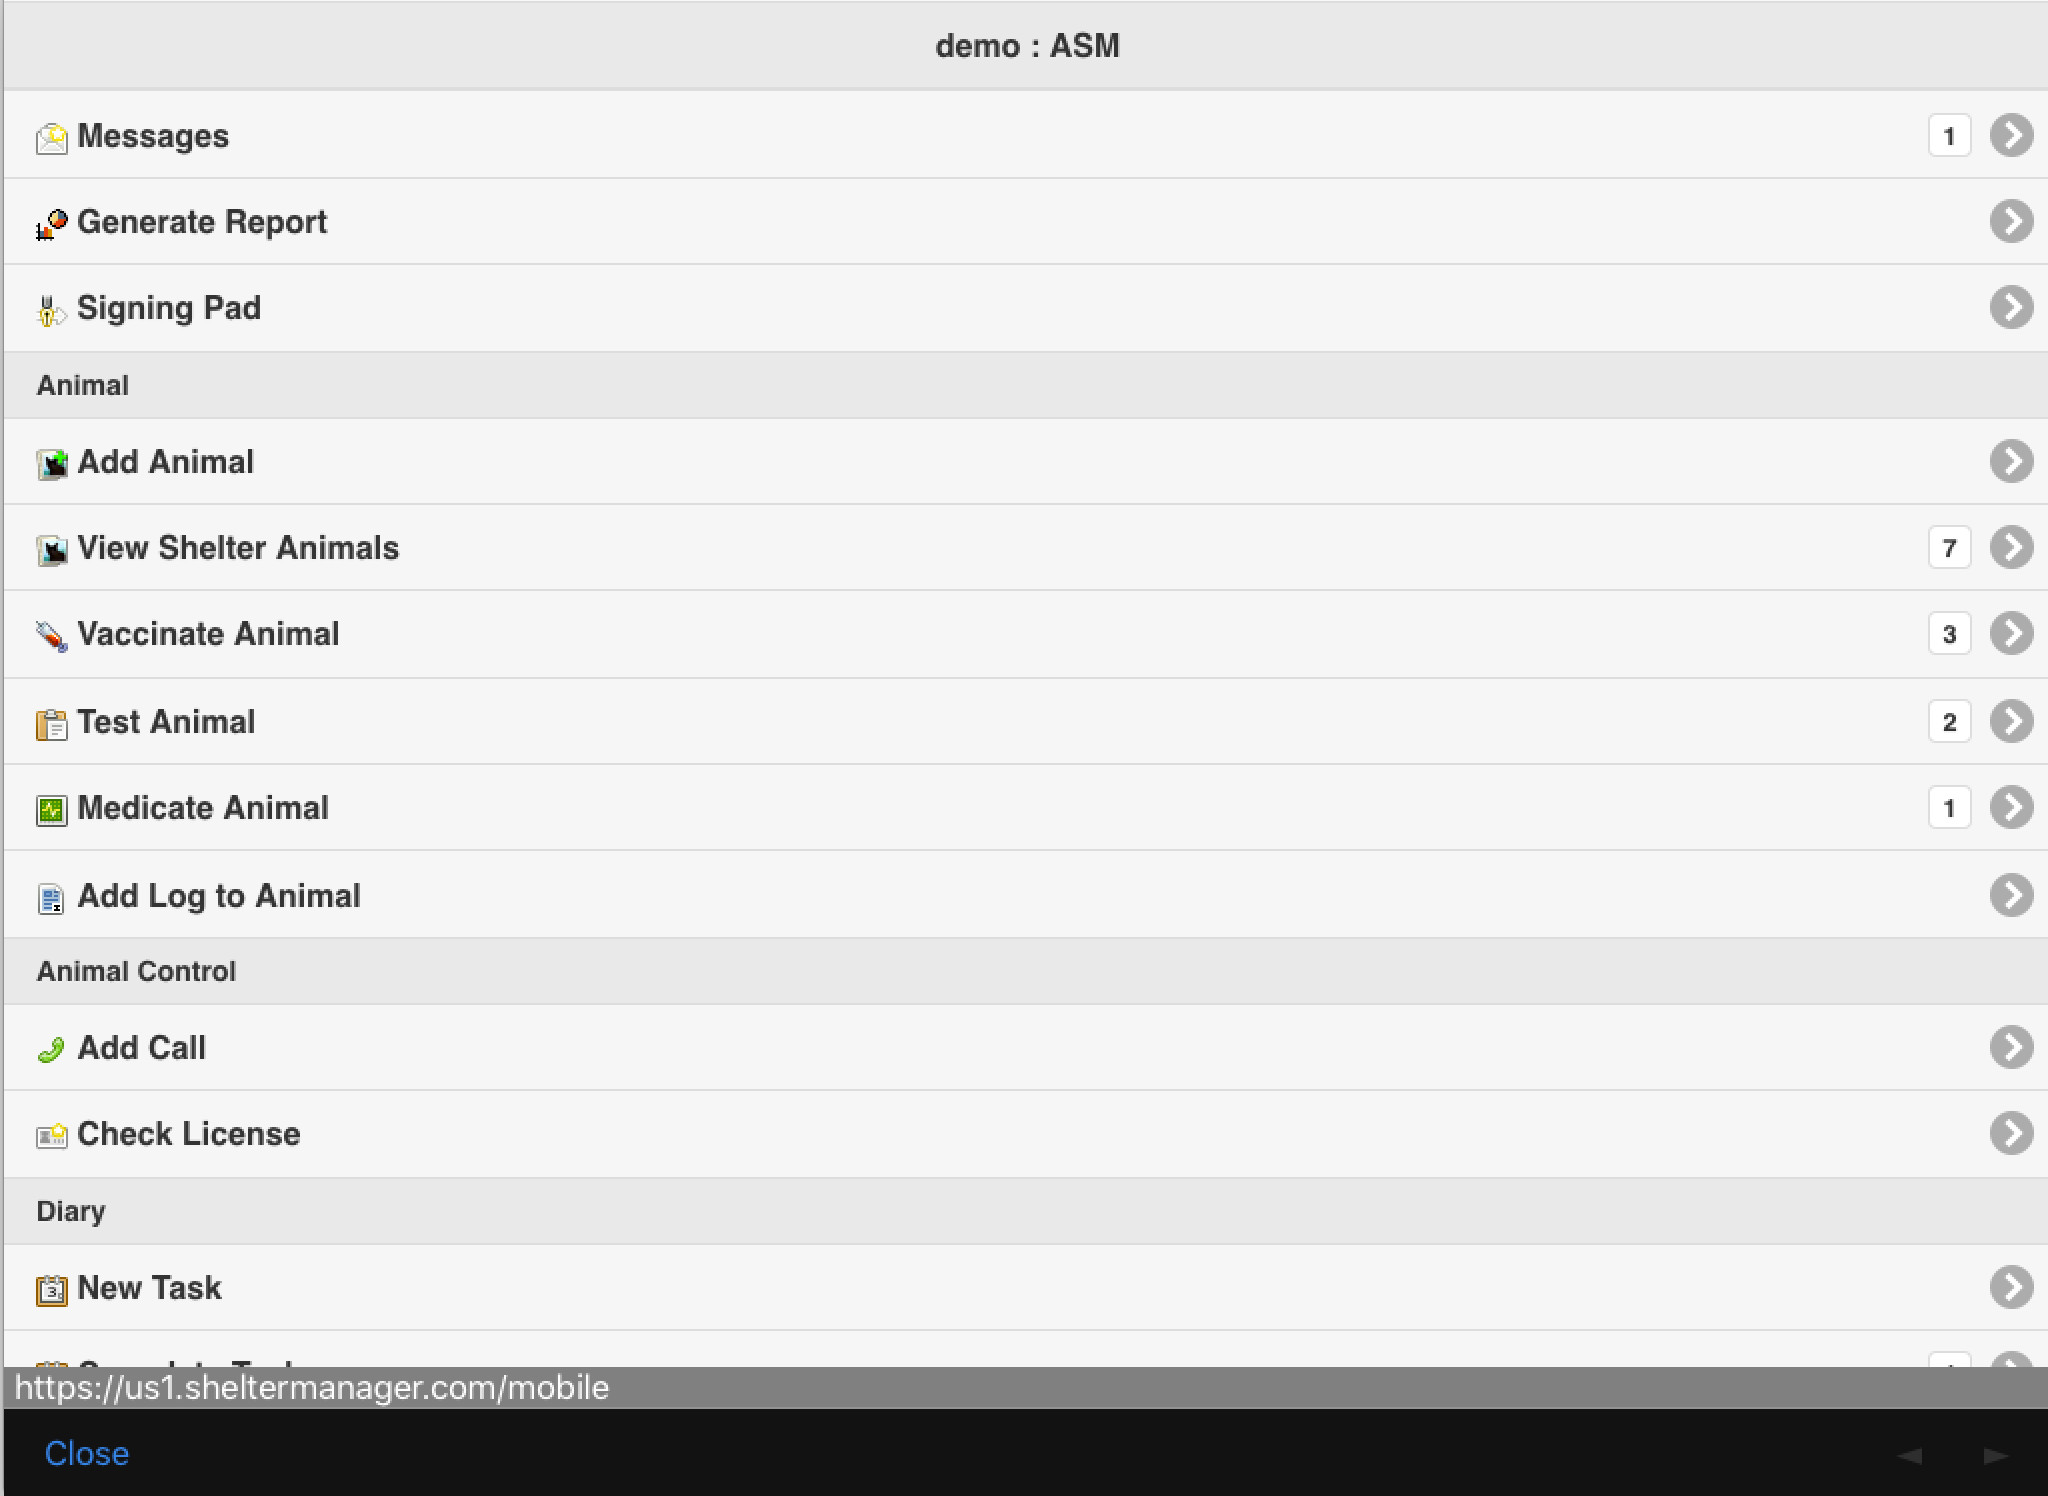 demo : ASM
Messages 1
Generate Report
Signing Pad
Animal
Add Animal
View Shelter Animals 7
Vaccinate Animal 3
Test Animal 2
Medicate Animal 1
Add Log to Animal
Animal Control
Add Call
Check License
Diary
New Task
https://us1.sheltermanager.com/mobile
Close